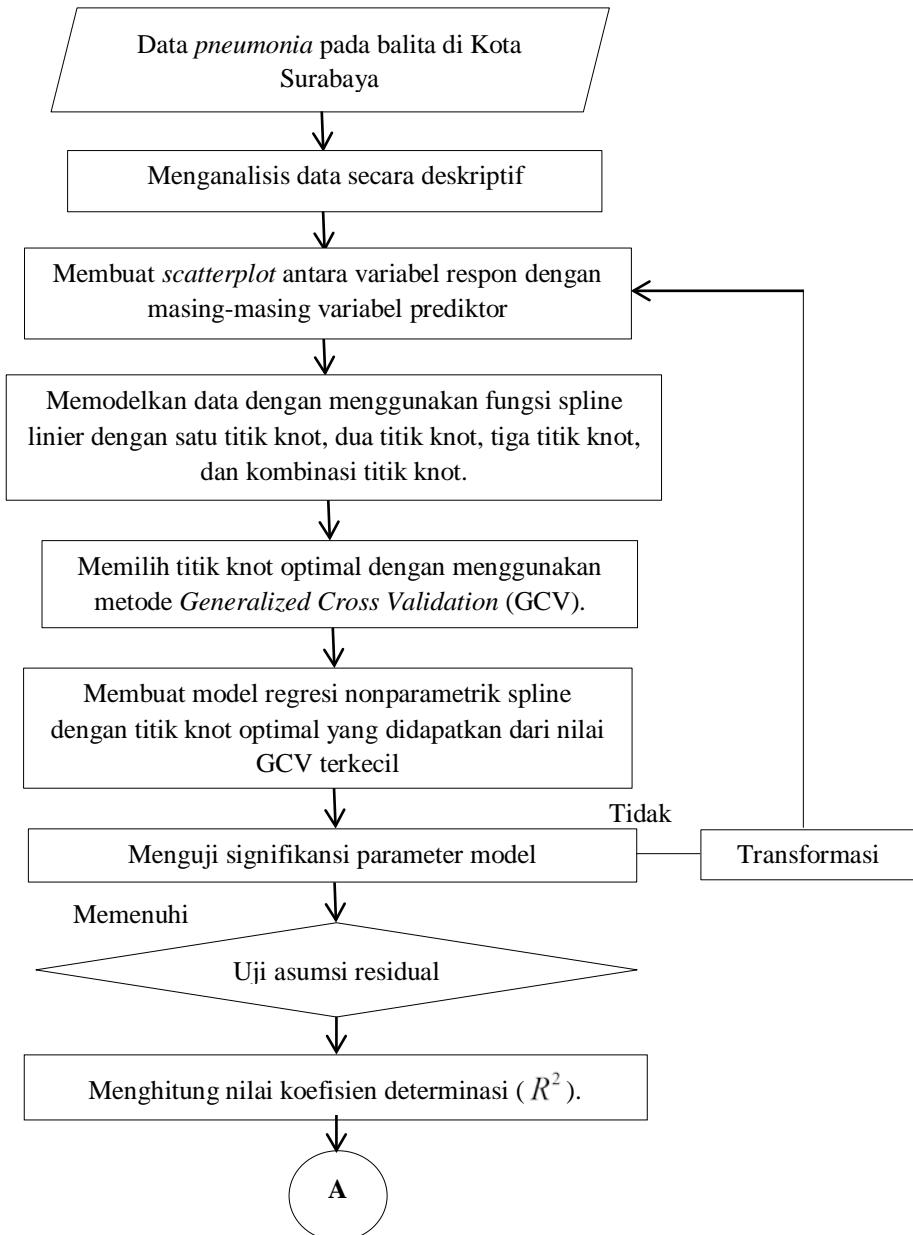 Data pneumonia pada balita di Kota
Surabaya
Menganalisis data secara deskriptif
Membuat scatterplot antara variabel respon dengan
masing-masing variabel prediktor
Memodelkan data dengan menggunakan fungsi spline
linier dengan satu titik knot, dua titik knot, tiga titik knot,
dan kombinasi titik knot.
Memilih titik knot optimal dengan menggunakan
metode Generalized Cross Validation (GCV).
Membuat model regresi nonparametrik spline
dengan titik knot optimal yang didapatkan dari nilai
GCV terkecil
Tidak
Menguji signifikansi parameter model
Transformasi
Memenuhi
Uji asumsi residual
Menghitung nilai koefisien determinasi ( R² ).
A